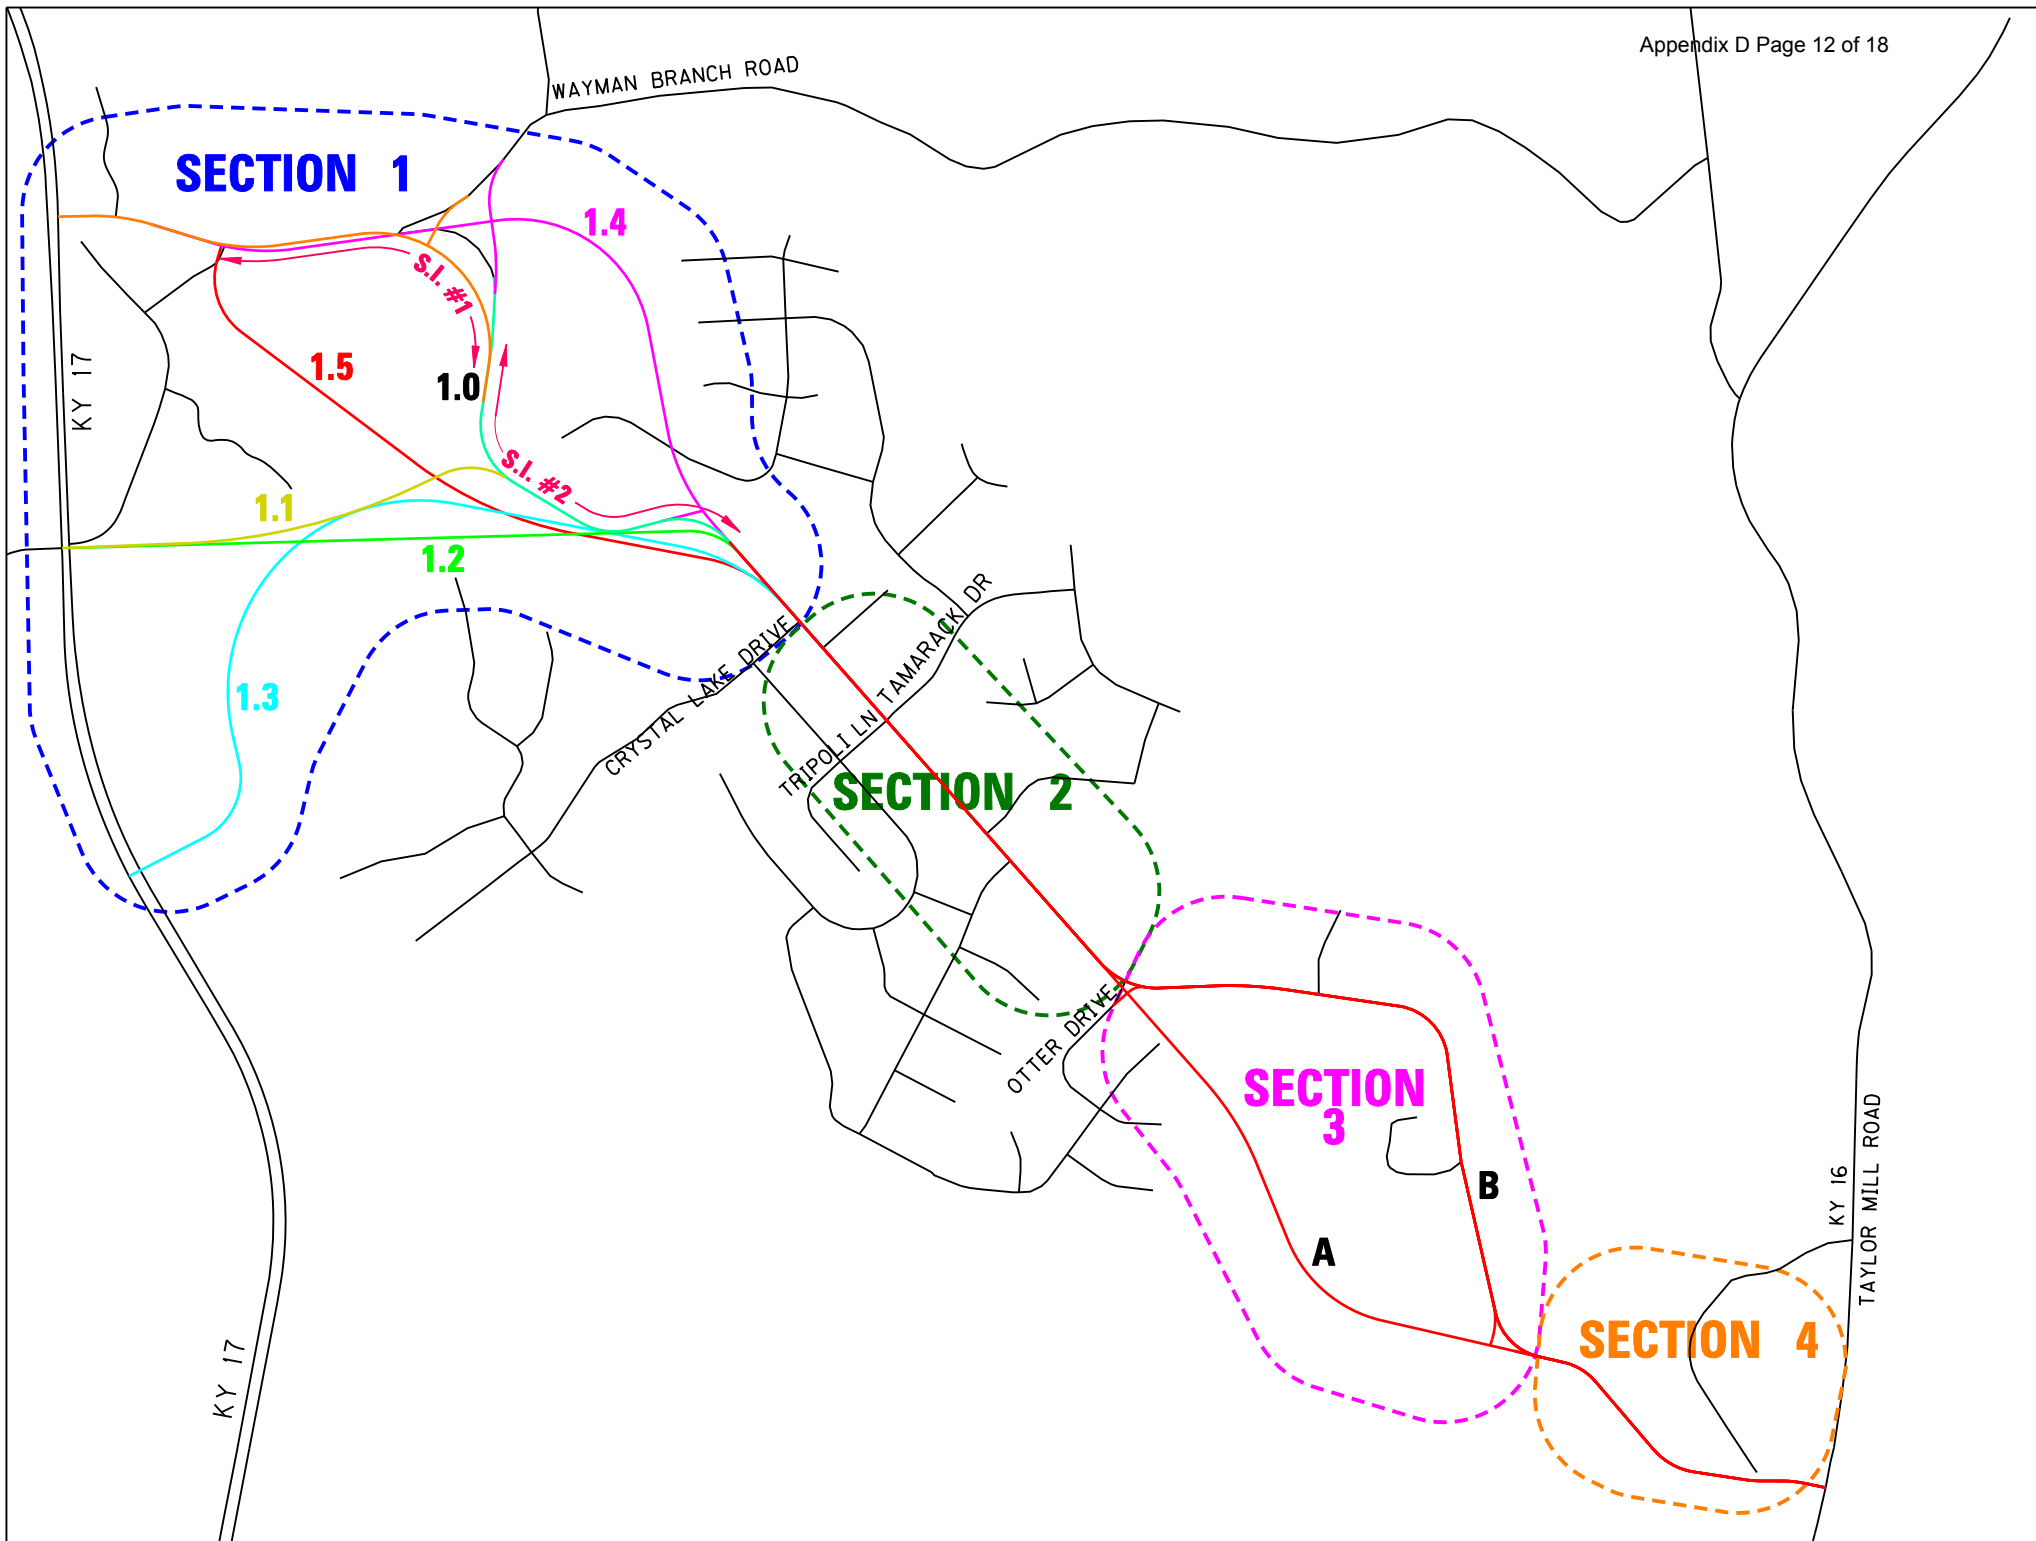 Appendix D Page 12 of 18
WAYMAN BRANCH ROAD
SECTION 1
1.4
S.I. #1
1.5
1.0
KY 17
S.I. #2
1.1
1.2
1.3
CRYSTAL LAKE DRIVE
TRIPOLI LN TAMARACK DR
SECTION 2
OTTER DRIVE
SECTION
3
B
A
KY 16
TAYLOR MILL ROAD
SECTION 4
KY 17